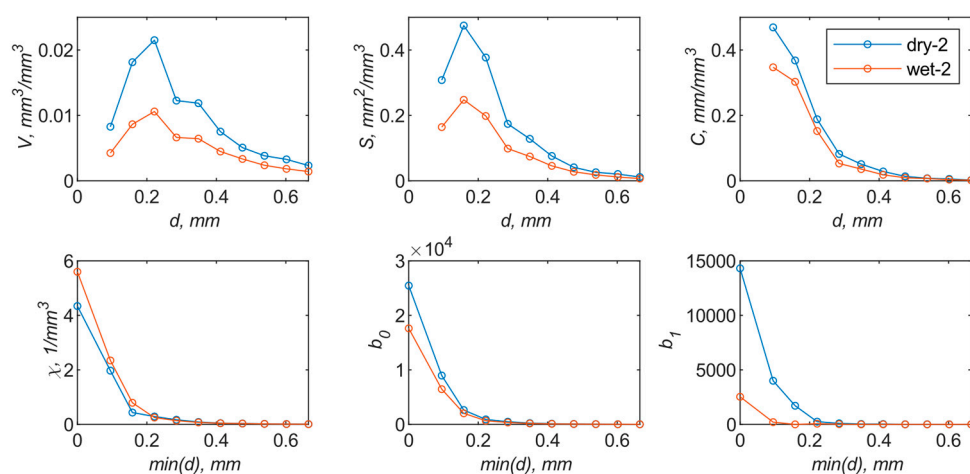 V, mm³/mm³
0.02
0.01
0
0 0.2 0.4 0.6
d, mm
S, mm²/mm³
0.4
0.2
0
0 0.2 0.4 0.6
d, mm
C, mm/mm³
0.4
0.2
0
0 0.2 0.4 0.6
d, mm
dry-2
wet-2
χ, 1/mm³
6
4
2
0
0 0.2 0.4 0.6
min(d), mm
×10⁴
b₀
3
2
1
0
0 0.2 0.4 0.6
min(d), mm
b₁
15000
10000
5000
0
0 0.2 0.4 0.6
min(d), mm